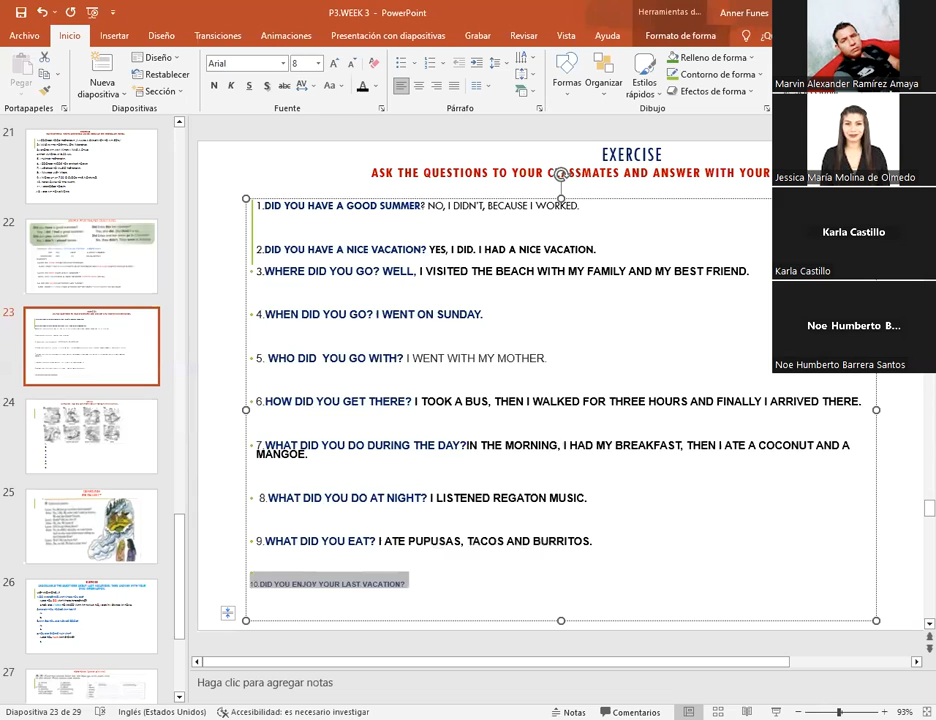 P3.WEEK 3 - PowerPoint
Herramientas d...
Anner Funes
Archivo Inicio Insertar Diseño Transiciones Animaciones Presentación con diapositivas Grabar Revisar Vista Ayuda Formato de forma
Pegar
Nueva diapositiva
Diseño
Restablecer
Sección
Arial 8
N K S S abc AV Aa A
Formas
Organizar
Estilos rápidos
Relleno de forma
Contorno de forma
Efectos de forma
Portapapeles
Diapositivas
Fuente
Párrafo
Dibujo
Marvin Alexander Ramírez Amaya
Jessica María Molina de Olmedo
Karla Castillo
Karla Castillo
Noe Humberto B...
Noe Humberto Barrera Santos
21
22
23
24
25
26
27
EXERCISE
ASK THE QUESTIONS TO YOUR CLASSMATES AND ANSWER WITH YOUR
1.DID YOU HAVE A GOOD SUMMER? NO, I DIDN'T, BECAUSE I WORKED.
2.DID YOU HAVE A NICE VACATION? YES, I DID. I HAD A NICE VACATION.
• 3.WHERE DID YOU GO? WELL, I VISITED THE BEACH WITH MY FAMILY AND MY BEST FRIEND.
• 4.WHEN DID YOU GO? I WENT ON SUNDAY.
• 5. WHO DID YOU GO WITH? I WENT WITH MY MOTHER.
• 6.HOW DID YOU GET THERE? I TOOK A BUS, THEN I WALKED FOR THREE HOURS AND FINALLY I ARRIVED THERE.
• 7.WHAT DID YOU DO DURING THE DAY?IN THE MORNING, I HAD MY BREAKFAST, THEN I ATE A COCONUT AND A
MANGOE.
• 8.WHAT DID YOU DO AT NIGHT? I LISTENED REGATON MUSIC.
• 9.WHAT DID YOU EAT? I ATE PUPUSAS, TACOS AND BURRITOS.
10.DID YOU ENJOY YOUR LAST VACATION?
Haga clic para agregar notas
Diapositiva 23 de 29 Inglés (Estados Unidos) Accesibilidad: es necesario investigar Notas Comentarios 93%